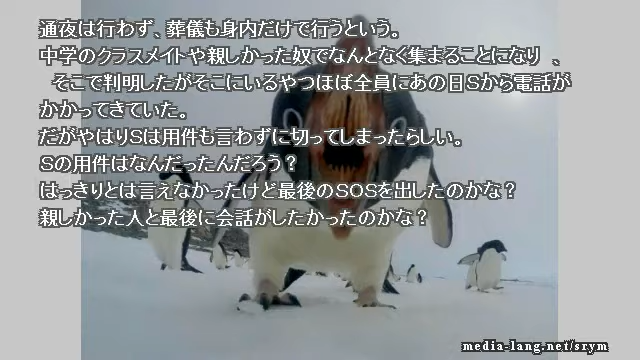 通夜は行わず、葬儀も身内だけで行うという。
中学のクラスメイトや親しかった奴でなんとなく集まることになり　、
　そこで判明したがそこにいるやつほぼ全員にあの日Ｓから電話が
かかってきていた。
だがやはりＳは用件も言わずに切ってしまったらしい。
Ｓの用件はなんだったんだろう？
はっきりとは言えなかったけど最後のＳＯＳを出したのかな？
親しかった人と最後に会話がしたかったのかな？
media-lang.net/srym